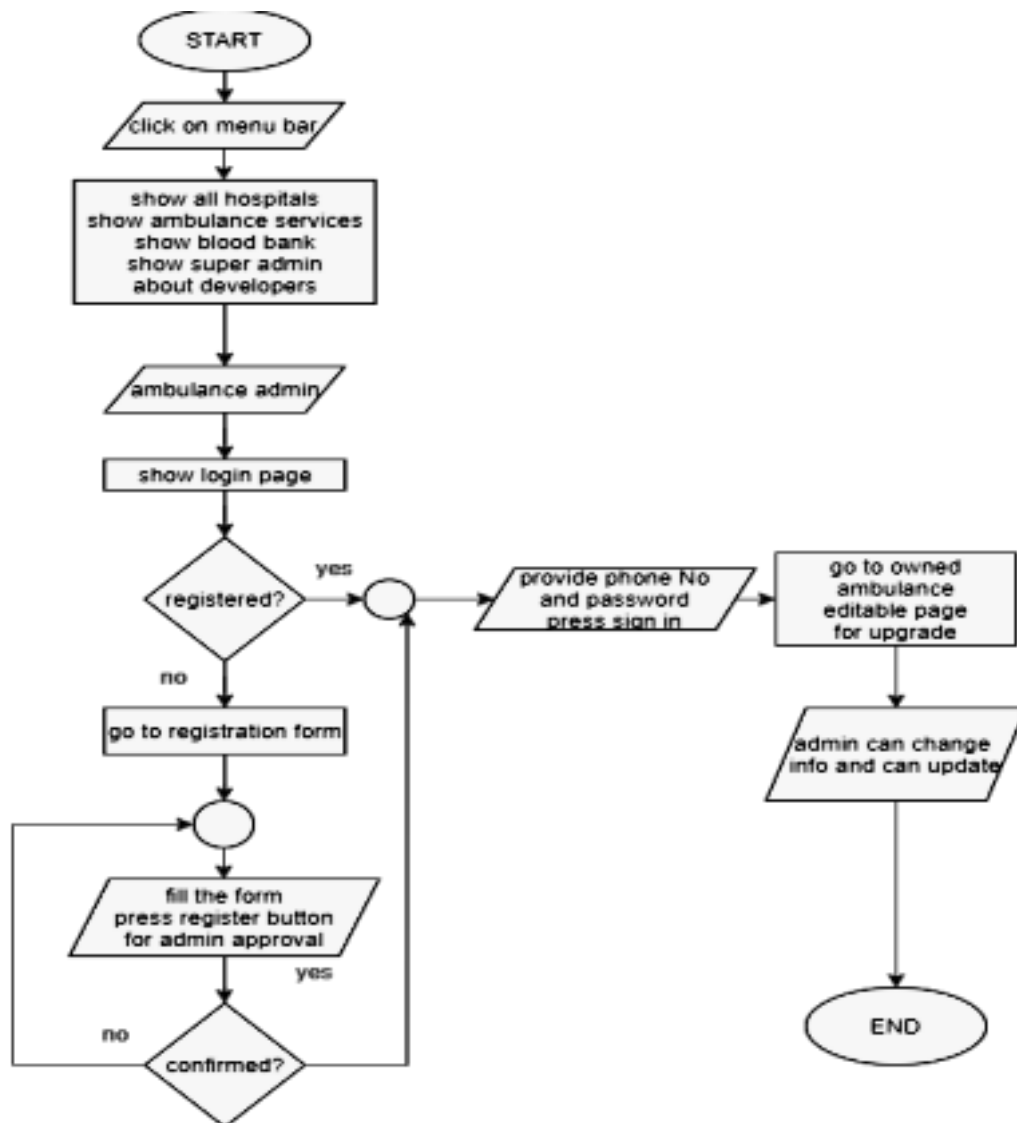 START
click on menu bar
show all hospitals
show ambulance services
show blood bank
show super admin
about developers
ambulance admin
show login page
registered?
yes
provide phone No
and password
press sign in
go to owned
ambulance
editable page
for upgrade
admin can change
info and can update
END
no
go to registration form
fill the form
press register button
for admin approval
yes
no
confirmed?